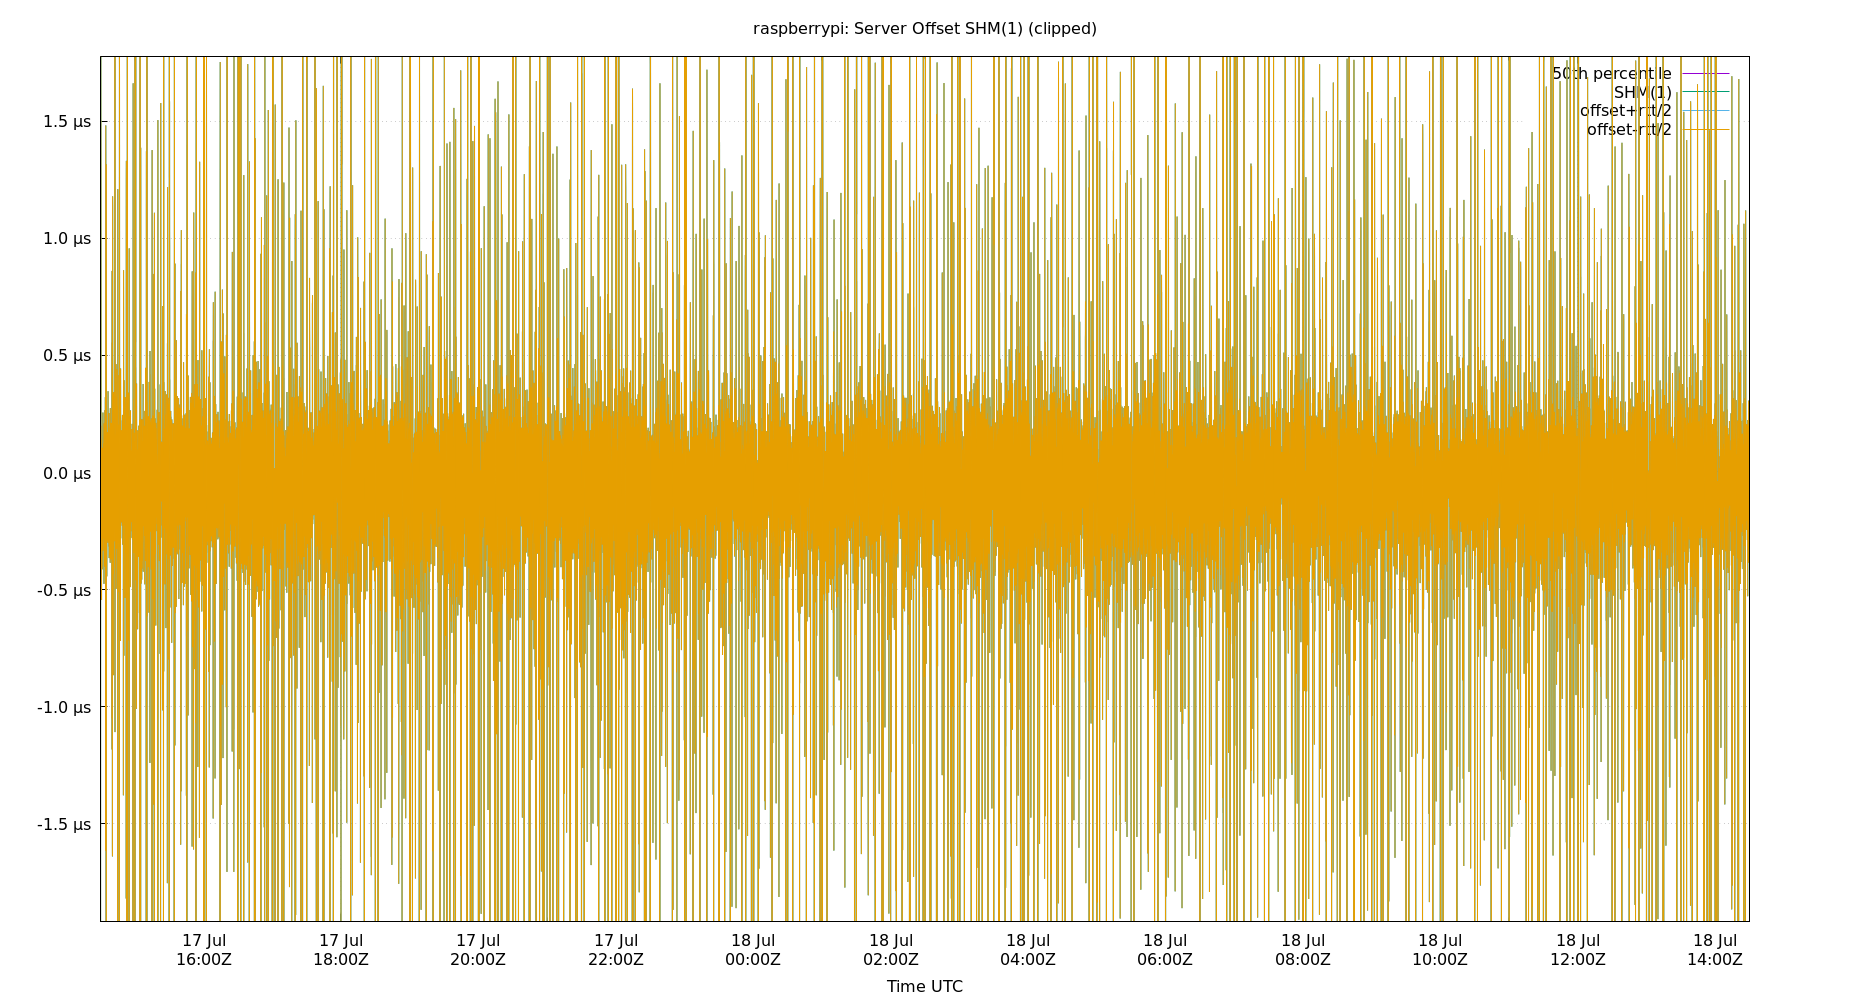 raspberrypi: Server Offset SHM(1) (clipped)
50th percentile
SHM(1)
offset+rtt/2
offset-rtt/2
1.5 µs
1.0 µs
0.5 µs
0.0 µs
-0.5 µs
-1.0 µs
-1.5 µs
17 Jul 17 Jul 17 Jul 17 Jul 18 Jul 18 Jul 18 Jul 18 Jul 18 Jul 18 Jul 18 Jul 18 Jul
16:00Z 18:00Z 20:00Z 22:00Z 00:00Z 02:00Z 04:00Z 06:00Z 08:00Z 10:00Z 12:00Z 14:00Z
Time UTC